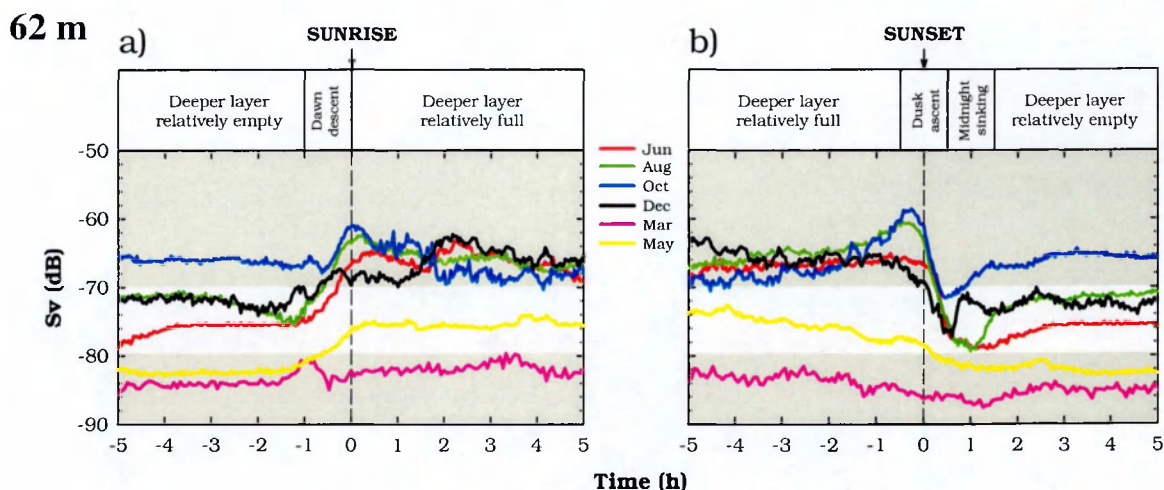 62 m
a)
SUNRISE
Deeper layer
relatively empty
Dawn
descent
Deeper layer
relatively full
b)
SUNSET
Deeper layer
relatively full
Dusk
ascent
Midnight
sinking
Deeper layer
relatively empty
Jun
Aug
Oct
Dec
Mar
May
Sv (dB)
-50
-60
-70
-80
-90
-5 -4 -3 -2 -1 0 1 2 3 4 5
-5 -4 -3 -2 -1 0 1 2 3 4 5
Time (h)